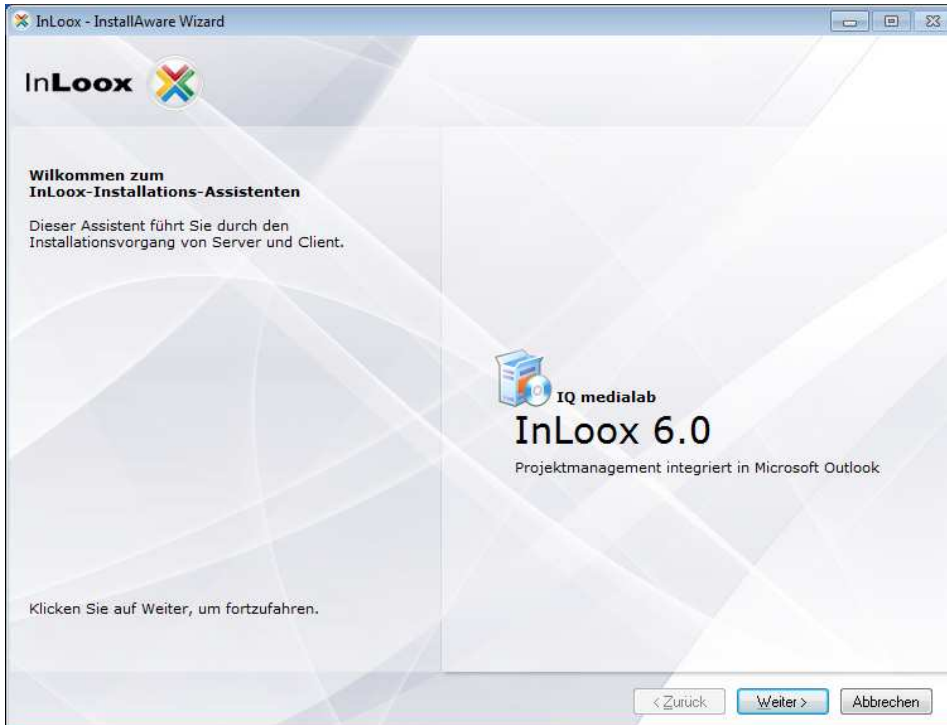 InLoox - InstallAware Wizard
InLoox
Wilkommen zum
InLoox-Installations-Assistenten
Dieser Assistent führt Sie durch den
Installationsvorgang von Server und Client.
IQ medialab
InLoox 6.0
Projektmanagement integriert in Microsoft Outlook
Klicken Sie auf Weiter, um fortzufahren.
< Zurück
Weiter >
Abbrechen